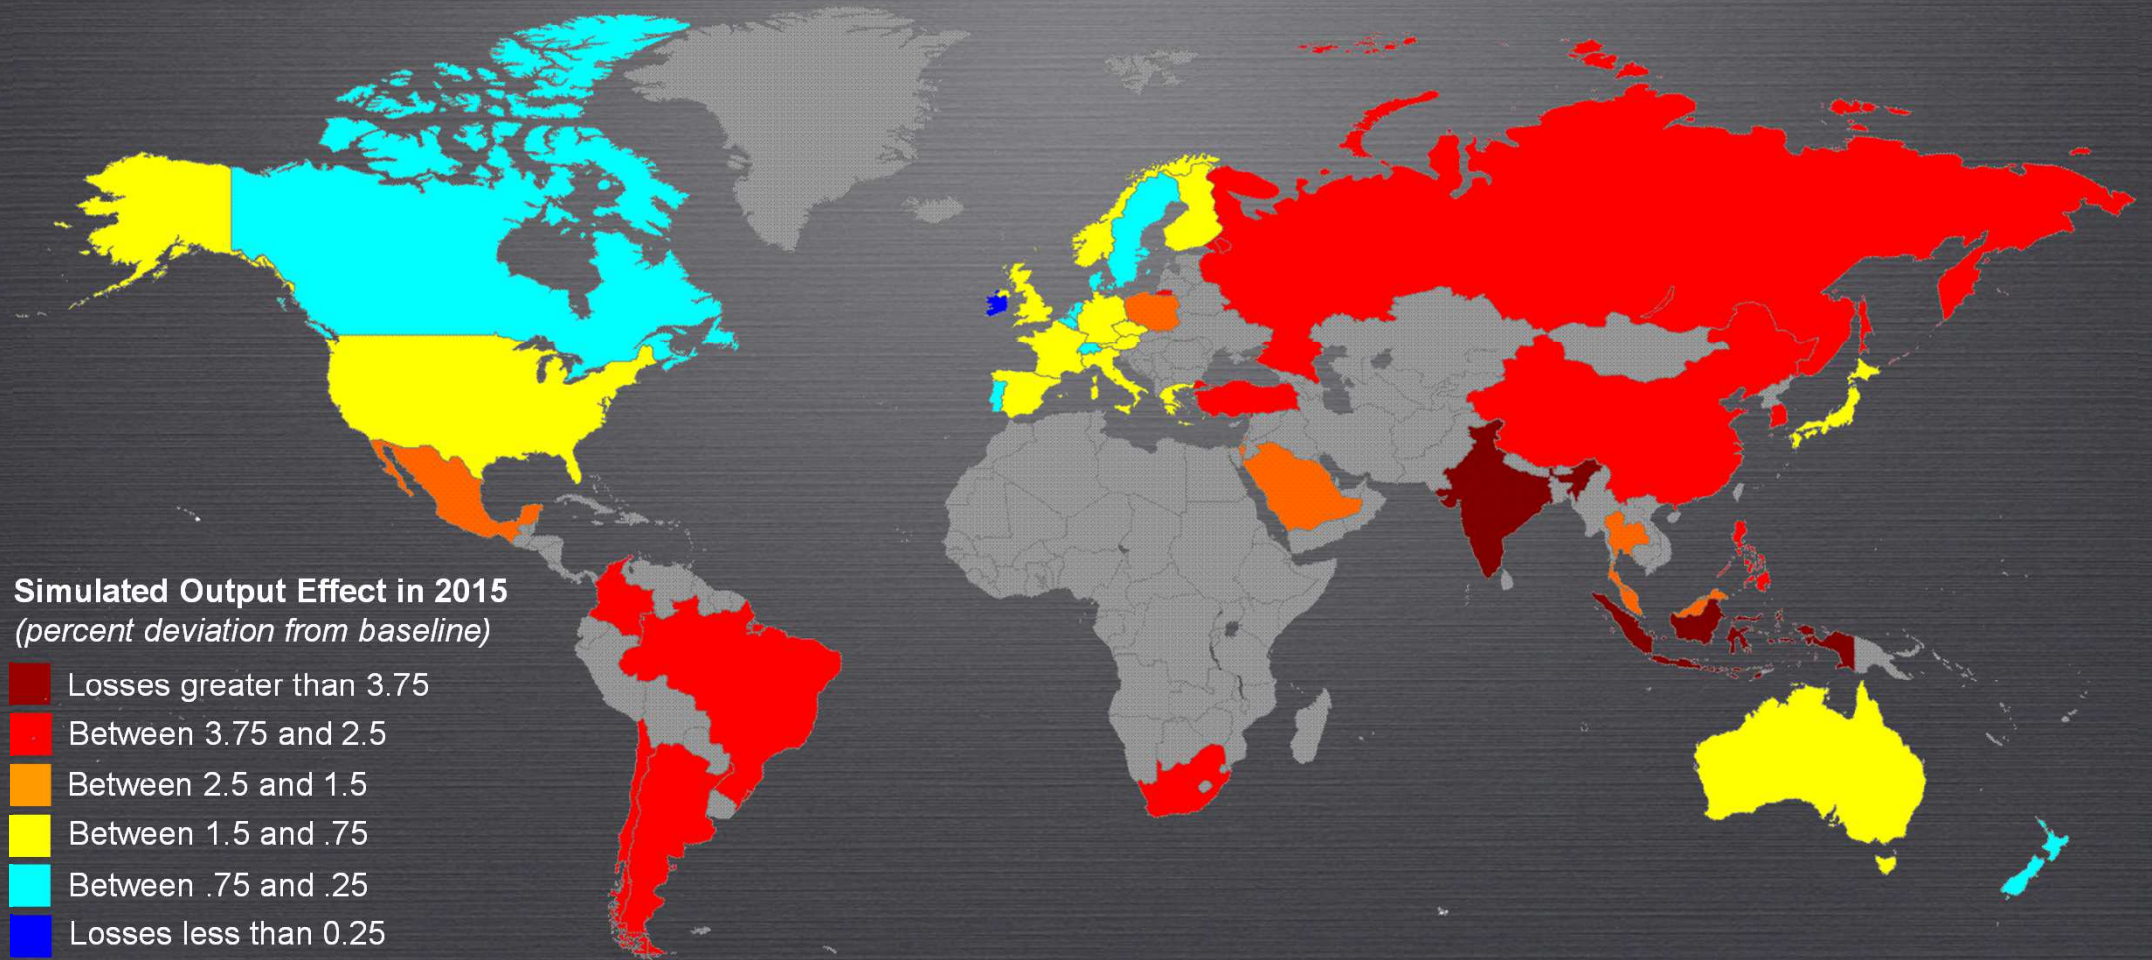 Simulated Output Effect in 2015
(percent deviation from baseline)
Losses greater than 3.75
Between 3.75 and 2.5
Between 2.5 and 1.5
Between 1.5 and .75
Between .75 and .25
Losses less than 0.25